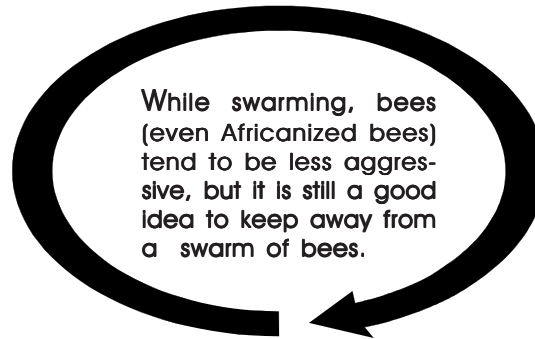 While swarming, bees
(even Africanized bees)
tend to be less aggres-
sive, but it is still a good
idea to keep away from
a swarm of bees.